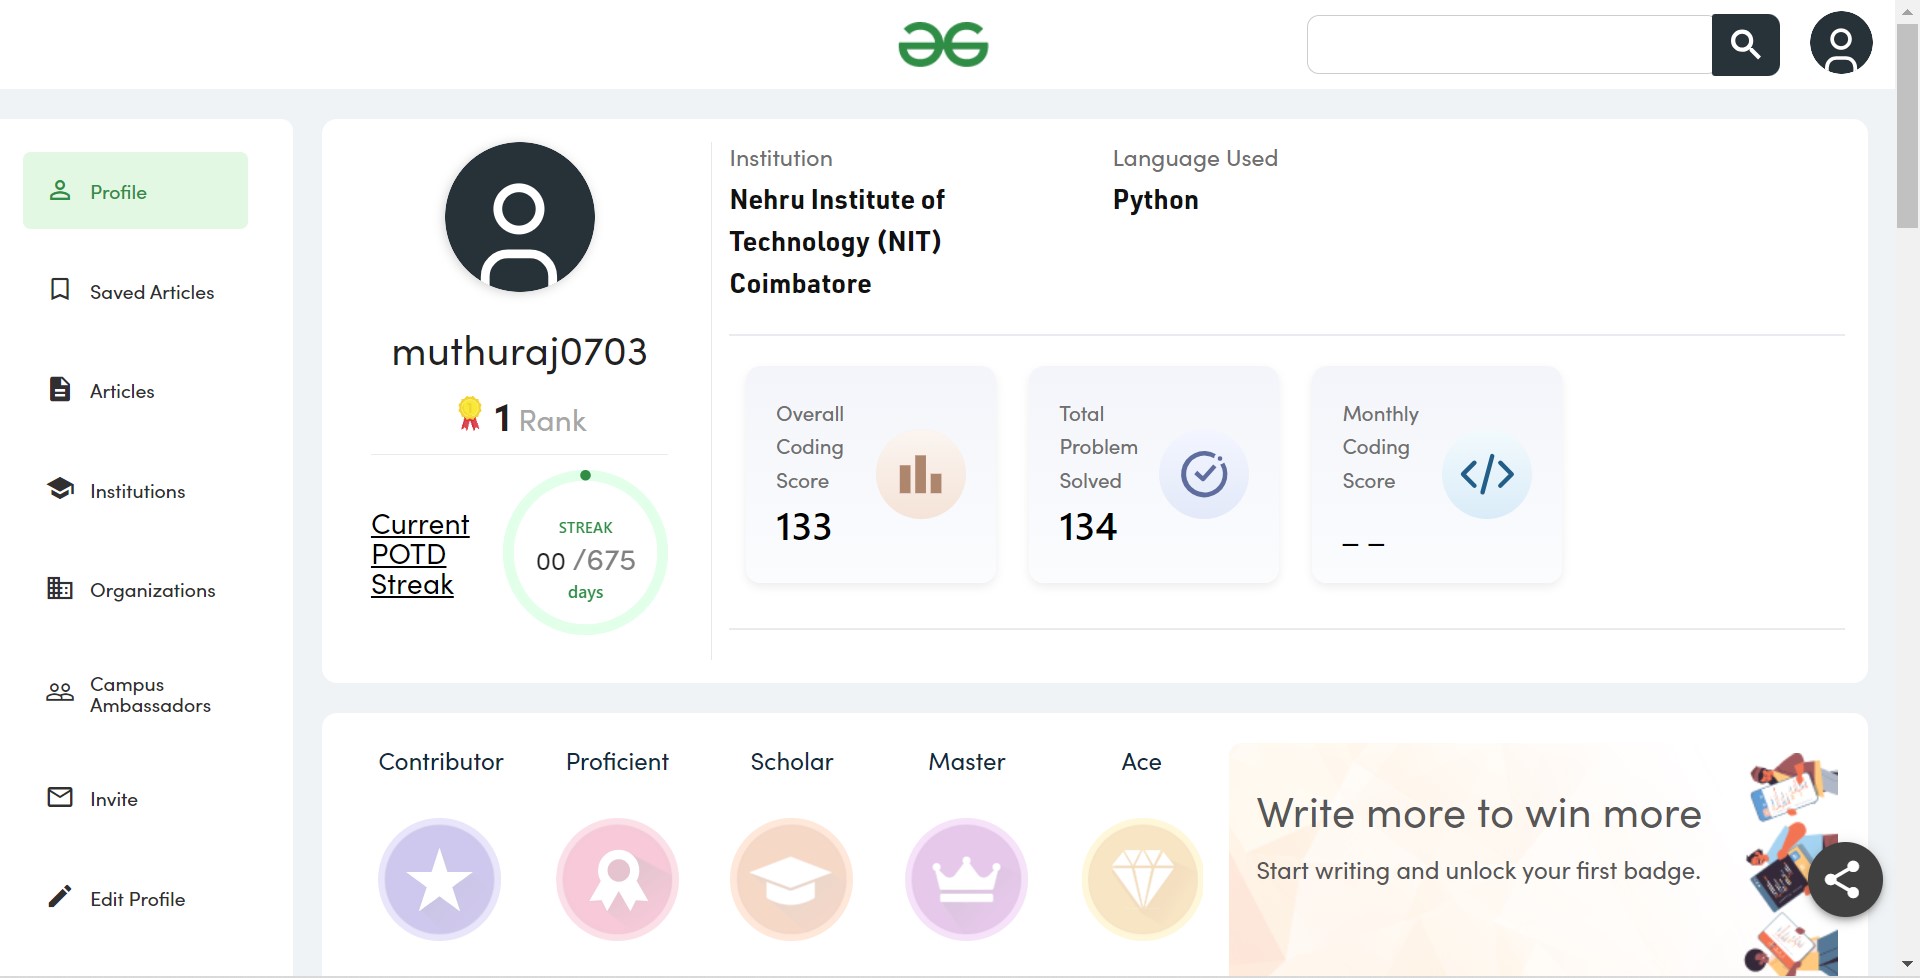 Profile
Saved Articles
Articles
Institutions
Organizations
Campus
Ambassadors
Invite
Edit Profile
muthuraj0703
1 Rank
Current
POTD
Streak
STREAK
00 /675
days
Institution
Nehru Institute of
Technology (NIT)
Coimbatore
Language Used
Python
Overall
Coding
Score
133
Total
Problem
Solved
134
Monthly
Coding
Score
_ _
Contributor
Proficient
Scholar
Master
Ace
Write more to win more
Start writing and unlock your first badge.